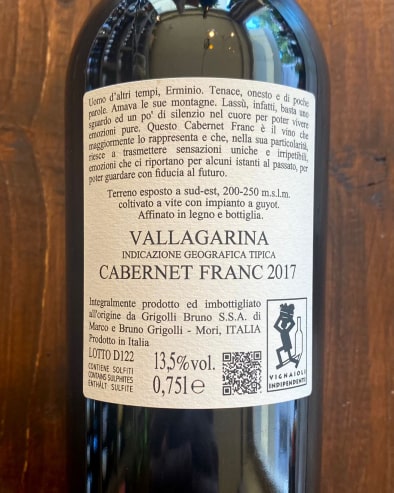 Uomo d'altri tempi, Erminio. Tenace, onesto e di poche
parole. Amava le sue montagne. Lassù, infatti, basta uno
sguardo ed un po' di silenzio nel cuore per poter vivere
emozioni pure. Questo Cabernet Franc è il vino che
maggiormente lo rappresenta e che, nella sua particolarità,
riesce a trasmettere sensazioni uniche e irripetibili,
emozioni che ci riportano per alcuni istanti al passato, per
poter guardare con fiducia al futuro.
Terreno esposto a sud-est, 200-250 m.s.l.m.
coltivato a vite con impianto a guyot.
Affinato in legno e bottiglia.
VALLAGARINA
INDICAZIONE GEOGRAFICA TIPICA
CABERNET FRANC 2017
Integralmente prodotto ed imbottigliato
all'origine da Grigolli Bruno S.S.A. di
Marco e Bruno Grigolli - Mori, ITALIA
Prodotto in Italia
LOTTO D122
CONTIENE SOLFITI
CONTAINS SULPHITES
ENTHÄLT SULFITE
13,5%vol.
0,75l e
VIGNAIOLI
INDIPENDENTI